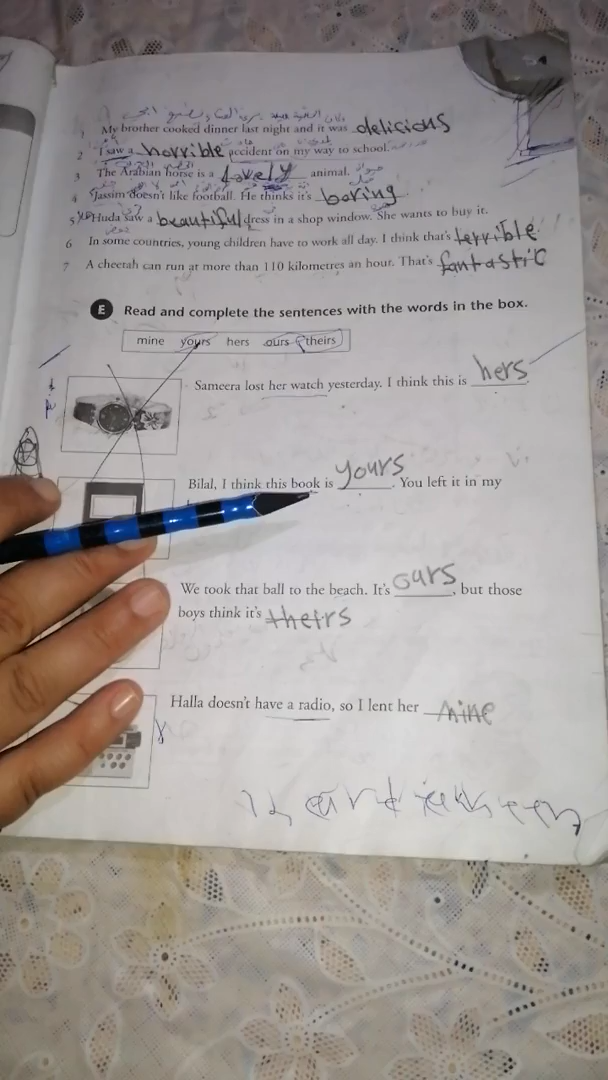 1 My brother cooked dinner last night and it was delicious
2 I saw a horrible accident on my way to school.
3 The Arabian horse is a lovely animal.
4 Jassim doesn't like football. He thinks it's boring
5 Huda saw a beautiful dress in a shop window. She wants to buy it.
6 In some countries, young children have to work all day. I think that's terrible
7 A cheetah can run at more than 110 kilometres an hour. That's fantastic
E Read and complete the sentences with the words in the box.
mine yours hers ours theirs
Sameera lost her watch yesterday. I think this is hers.
Bilal, I think this book is yours. You left it in my
We took that ball to the beach. It's ours, but those
boys think it's theirs
Halla doesn't have a radio, so I lent her mine